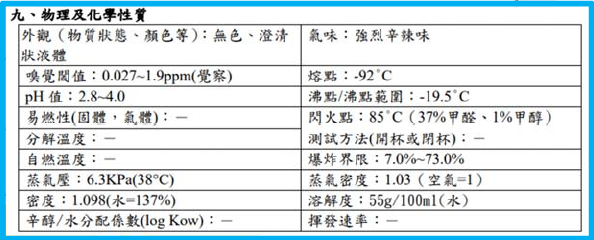 九、物理及化學性質
外觀（物質狀態、顏色等）：無色、澄清
狀液體
氣味：強烈辛辣味
嗅覺閾值：0.027~1.9ppm(覺察)
熔點：-92°C
pH 值：2.8~4.0
沸點/沸點範圍：-19.5°C
易燃性(固體，氣體)：－
閃火點：85°C（37%甲醛、1%甲醇）
分解溫度：－
測試方法(開杯或閉杯)：－
自燃溫度：－
爆炸界限：7.0%~73.0%
蒸氣壓：6.3KPa(38°C)
蒸氣密度：1.03（空氣=1）
密度：1.098(水=137%)
溶解度：55g/100ml(水)
辛醇/水分配係數(log Kow)：－
揮發速率：－